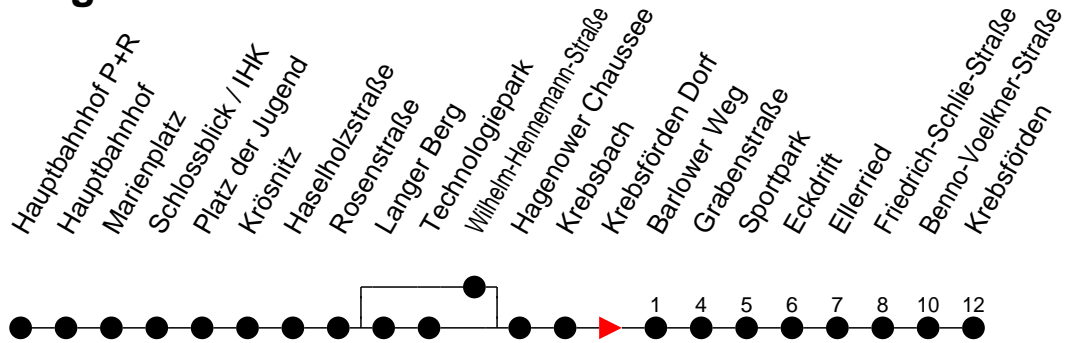 Hauptbahnhof P+R
Hauptbahnhof
Marienplatz
Schlossblick / IHK
Platz der Jugend
Krösnitz
Haselholzstraße
Rosenstraße
Langer Berg
Technologiepark
Wilhelm-Hennemann-Straße
Hagenower Chaussee
Krebsbach
Krebsförden Dorf
Barlower Weg
Grabenstraße
Sportpark
Eckdrift
Ellerried
Friedrich-Schlie-Straße
Benno-Voelkner-Straße
Krebsförden
1 4 5 6 7 8 10 12